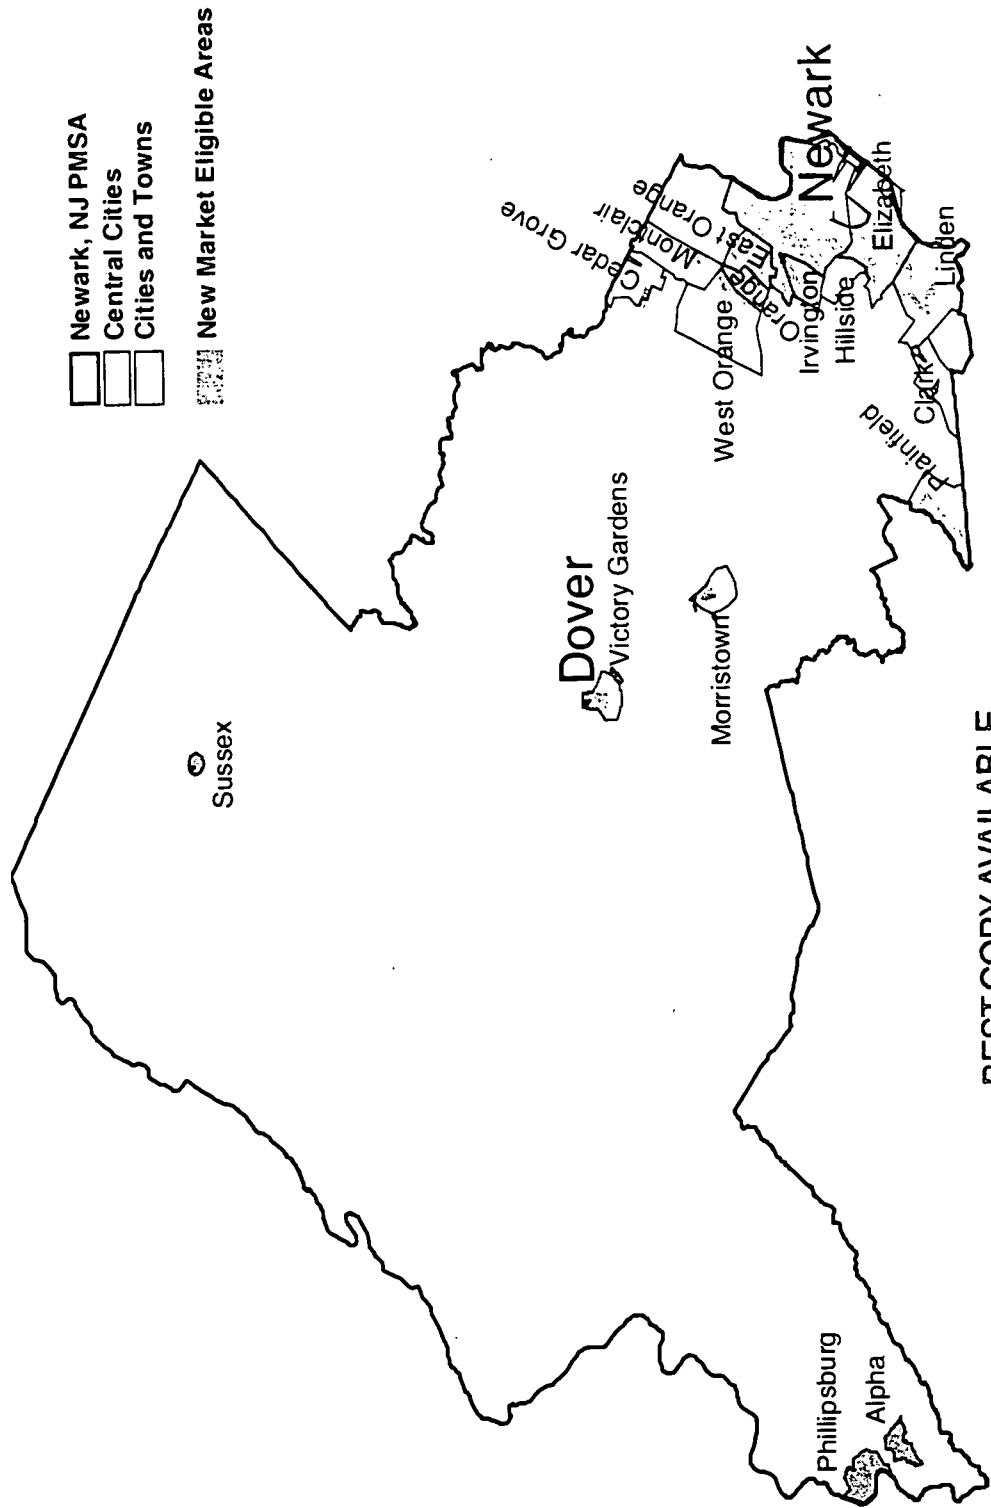 Newark, NJ PMSA
Central Cities
Cities and Towns
New Market Eligible Areas
Sussex
Cedar Grove
Montclair
East Orange
Orange
West Orange
Newark
Irvington
Hillside
Elizabeth
Linden
Clark
Plainfield
Dover
Victory Gardens
Morristown
Phillipsburg
Alpha
BEST COPY AVAILABLE